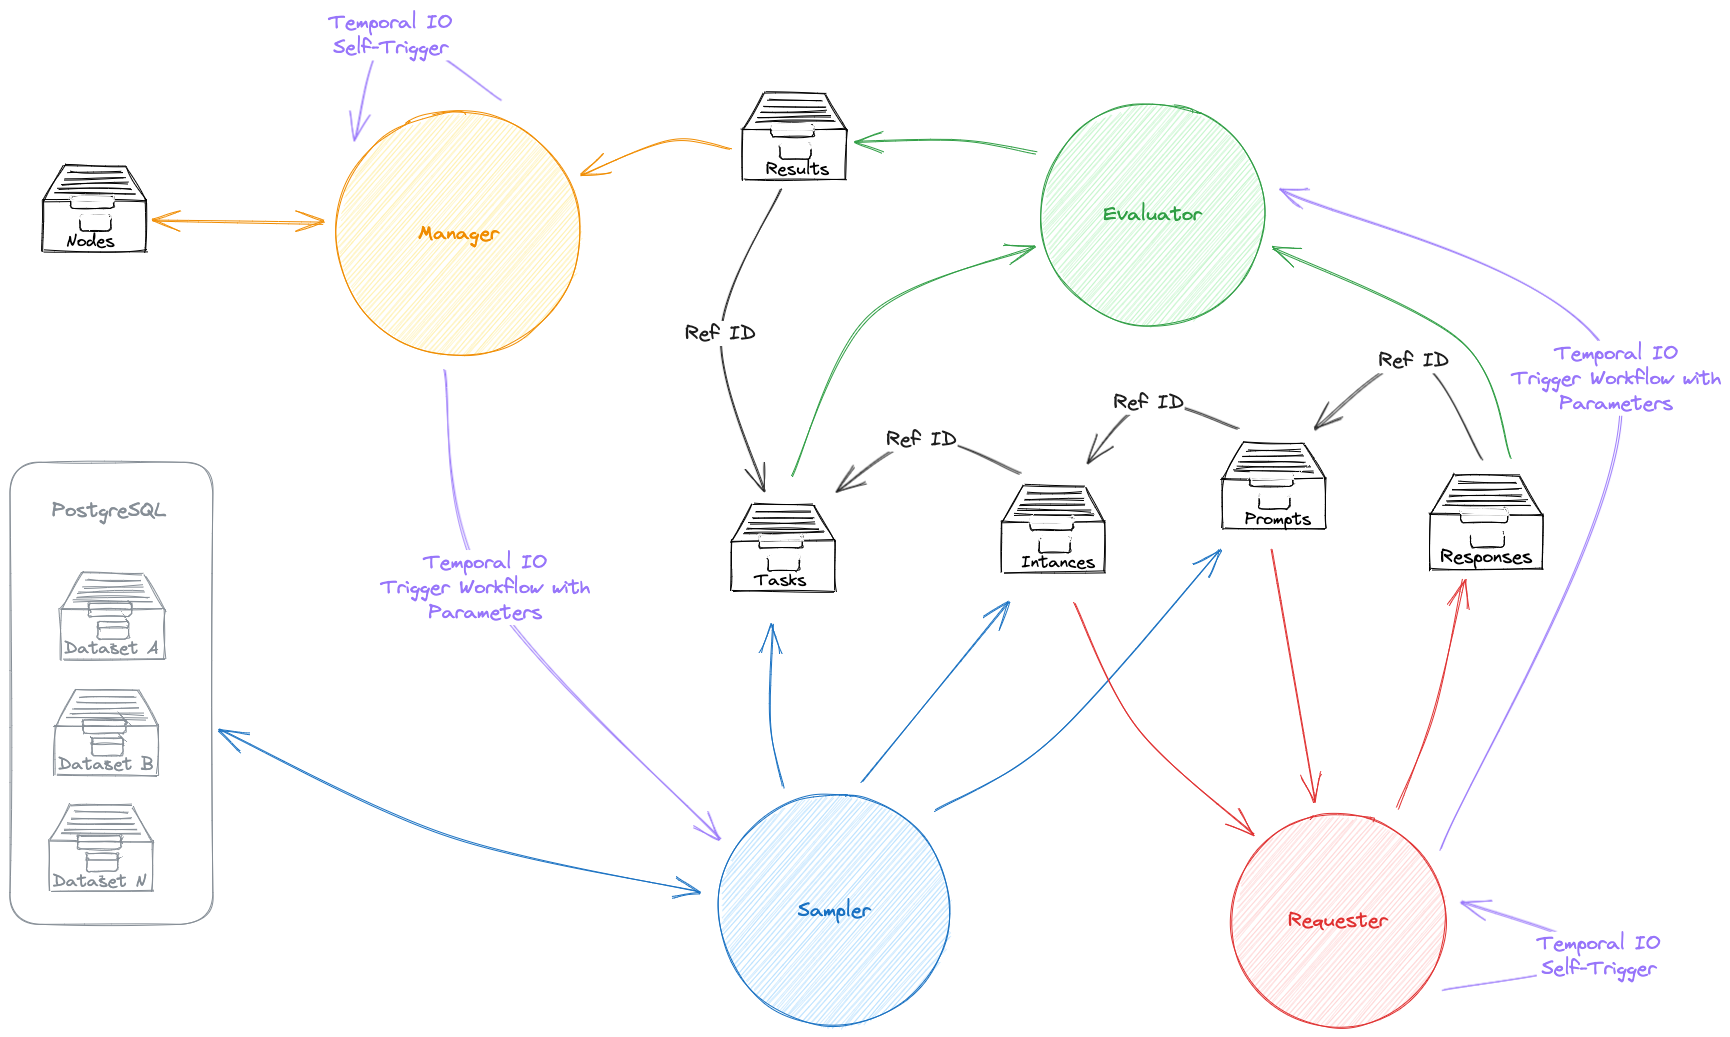 Temporal IO
Self-Trigger
Results
Nodes
Manager
Evaluator
Ref ID
Temporal IO
Trigger Workflow with
Parameters
Ref ID
Ref ID
Ref ID
PostgreSQL
Prompts
Responses
Intances
Tasks
Temporal IO
Trigger Workflow with
Parameters
Dataset A
Dataset B
Dataset N
Sampler
Requester
Temporal IO
Self-Trigger